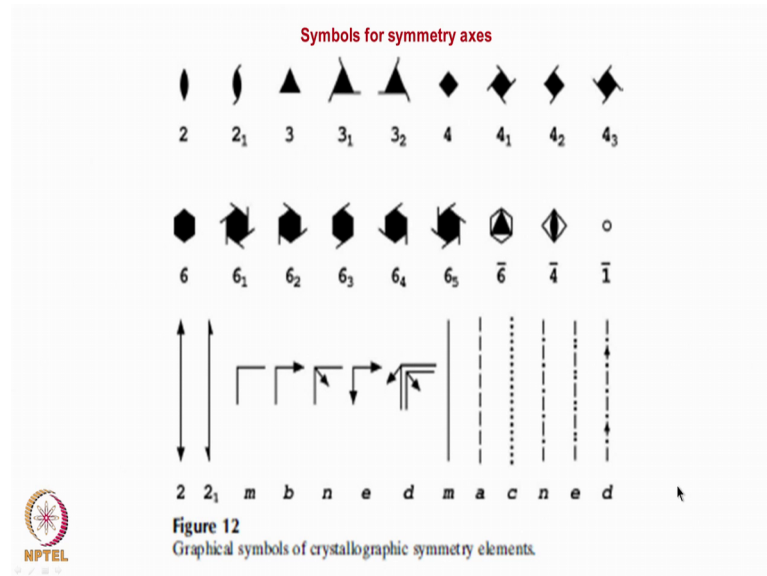 Symbols for symmetry axes
2 2₁ 3 3₁ 3₂ 4 4₁ 4₂ 4₃
6 6₁ 6₂ 6₃ 6₄ 6₅ 6̅ 4̅ 1̅
2 2₁ m b n e d m a c n e d
Figure 12
Graphical symbols of crystallographic symmetry elements.
NPTEL